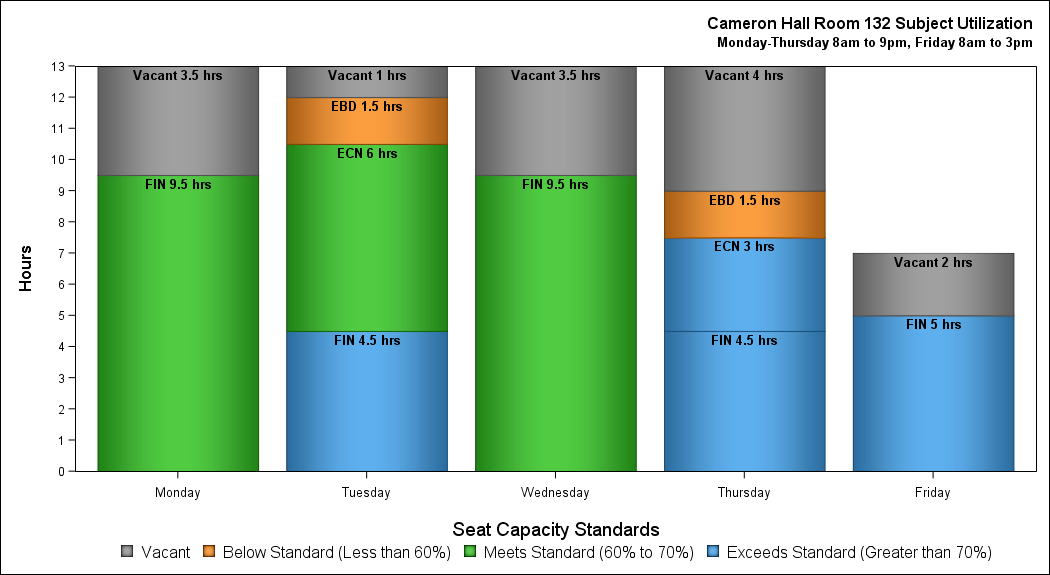 Cameron Hall Room 132 Subject Utilization
Monday-Thursday 8am to 9pm, Friday 8am to 3pm
Hours
13
12
11
10
9
8
7
6
5
4
3
2
1
0
Vacant 3.5 hrs
FIN 9.5 hrs
Vacant 1 hrs
EBD 1.5 hrs
ECN 6 hrs
FIN 4.5 hrs
Vacant 3.5 hrs
FIN 9.5 hrs
Vacant 4 hrs
EBD 1.5 hrs
ECN 3 hrs
FIN 4.5 hrs
Vacant 2 hrs
FIN 5 hrs
Monday Tuesday Wednesday Thursday Friday
Seat Capacity Standards
Vacant Below Standard (Less than 60%) Meets Standard (60% to 70%) Exceeds Standard (Greater than 70%)